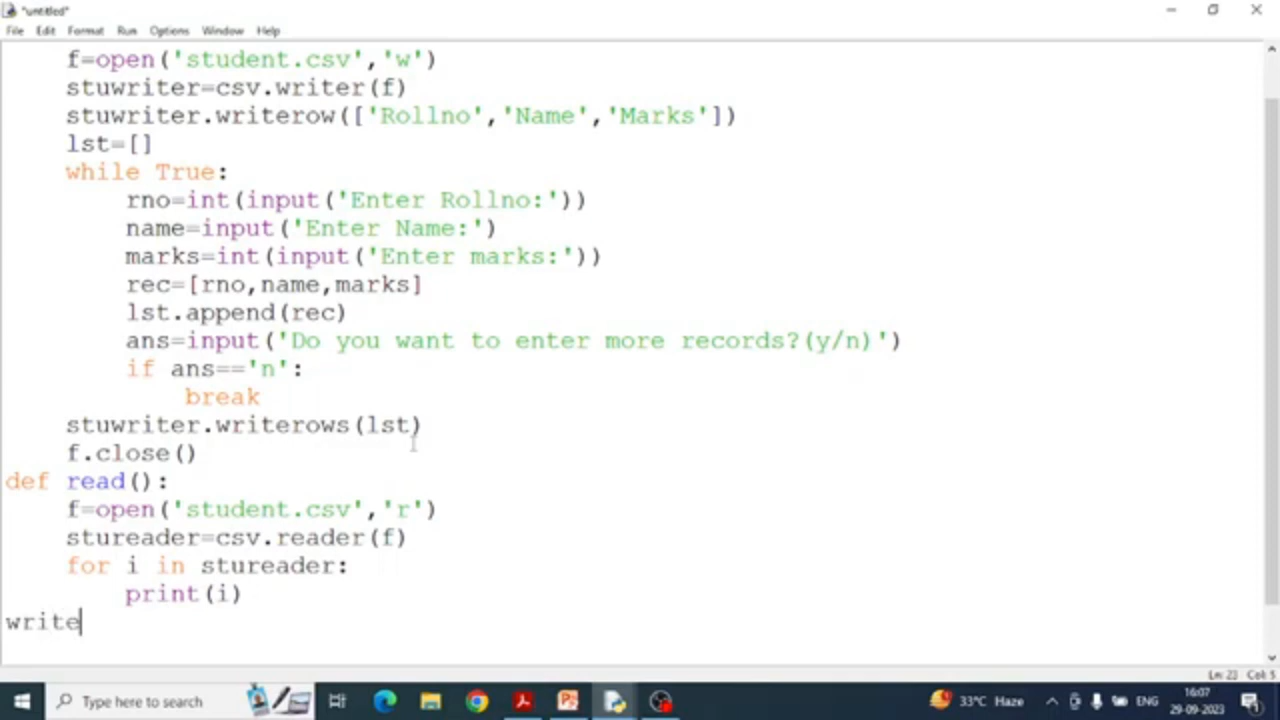 *untitled*
File Edit Format Run Options Window Help
f=open('student.csv','w')
stuwriter=csv.writer(f)
stuwriter.writerow(['Rollno','Name','Marks'])
lst=[]
while True:
rno=int(input('Enter Rollno:'))
name=input('Enter Name:')
marks=int(input('Enter marks:'))
rec=[rno,name,marks]
lst.append(rec)
ans=input('Do you want to enter more records?(y/n)')
if ans=='n':
break
stuwriter.writerows(lst)
f.close()
def read():
f=open('student.csv','r')
stureader=csv.reader(f)
for i in stureader:
print(i)
write
Ln: 23 Col: 5
Type here to search
33°C Haze
ENG
16:07
29-09-2023